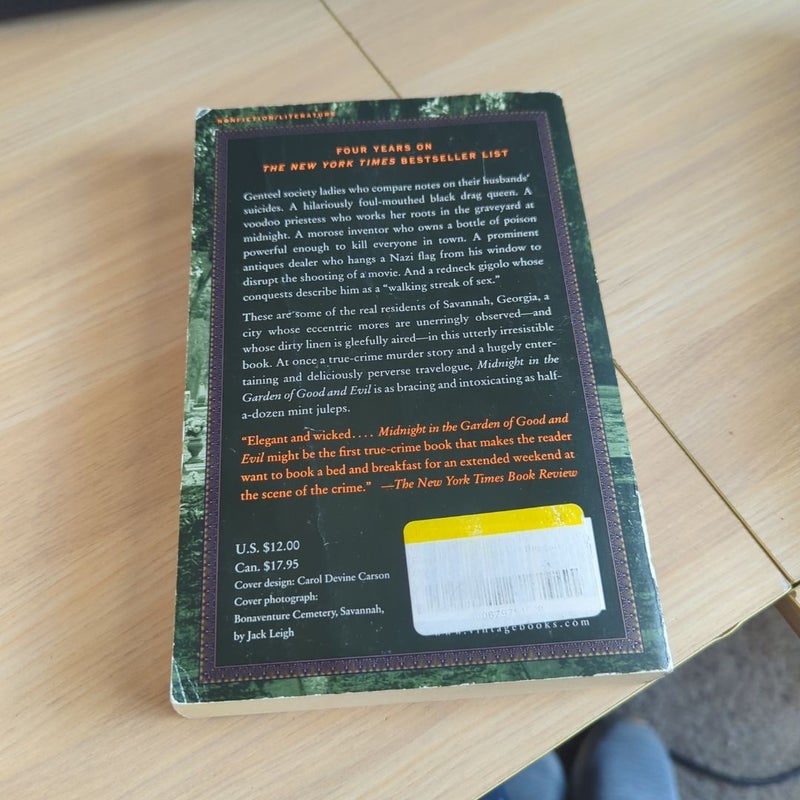 NONFICTION/LITERATURE
FOUR YEARS ON
THE NEW YORK TIMES BESTSELLER LIST
Genteel society ladies who compare notes on their husbands'
suicides. A hilariously foul-mouthed black drag queen. A
voodoo priestess who works her roots in the graveyard at
midnight. A morose inventor who owns a bottle of poison
powerful enough to kill everyone in town. A prominent
antiques dealer who hangs a Nazi flag from his window to
disrupt the shooting of a movie. And a redneck gigolo whose
conquests describe him as a “walking streak of sex.”
These are some of the real residents of Savannah, Georgia, a
city whose eccentric mores are unerringly observed—and
whose dirty linen is gleefully aired—in this utterly irresistible
book. At once a true-crime murder story and a hugely enter-
taining and deliciously perverse travelogue, Midnight in the
Garden of Good and Evil is as bracing and intoxicating as half-
a-dozen mint juleps.
“Elegant and wicked.... Midnight in the Garden of Good and
Evil might be the first true-crime book that makes the reader
want to book a bed and breakfast for an extended weekend at
the scene of the crime.” —The New York Times Book Review
U.S. $12.00
Can. $17.95
Cover design: Carol Devine Carson
Cover photograph:
Bonaventure Cemetery, Savannah,
by Jack Leigh
www.vintagebooks.com